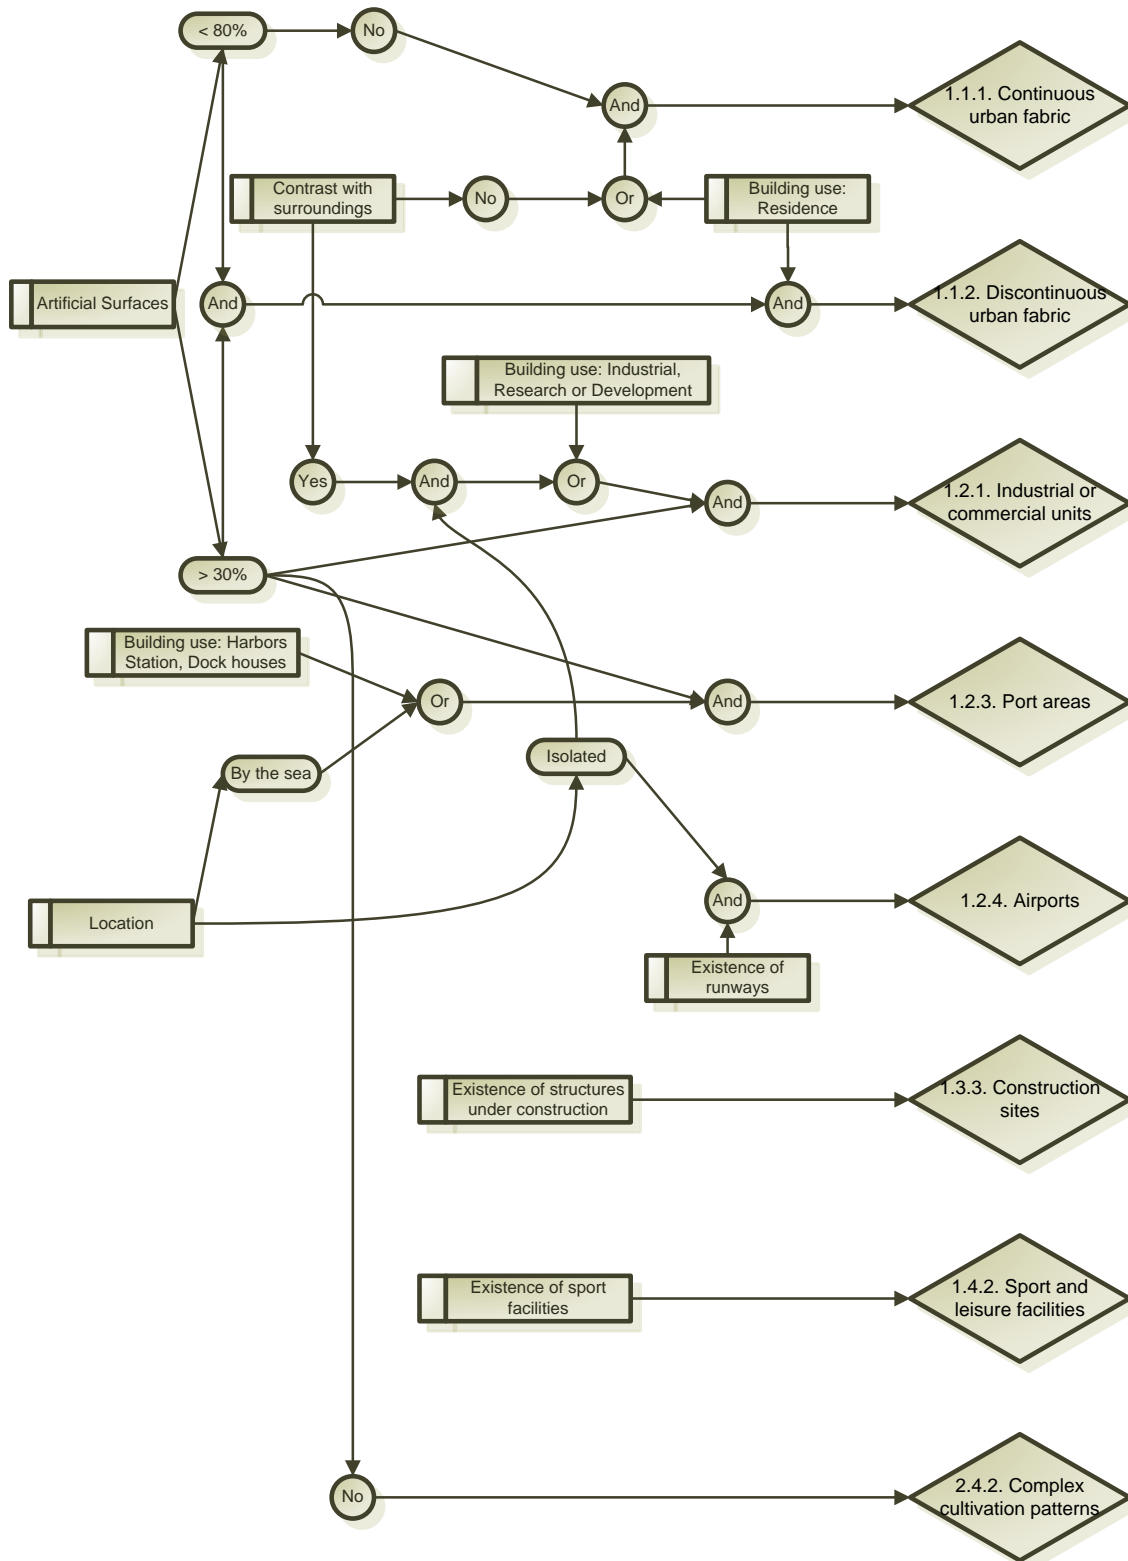 < 80%
No
And
1.1.1. Continuous
urban fabric
Contrast with
surroundings
No
Or
Building use:
Residence
Artificial Surfaces
And
And
1.1.2. Discontinuous
urban fabric
Building use: Industrial,
Research or Development
Yes
And
Or
And
1.2.1. Industrial or
commercial units
> 30%
Building use: Harbors
Station, Dock houses
Or
And
1.2.3. Port areas
Isolated
By the sea
Location
And
1.2.4. Airports
Existence of
runways
Existence of structures
under construction
1.3.3. Construction
sites
Existence of sport
facilities
1.4.2. Sport and
leisure facilities
No
2.4.2. Complex
cultivation patterns